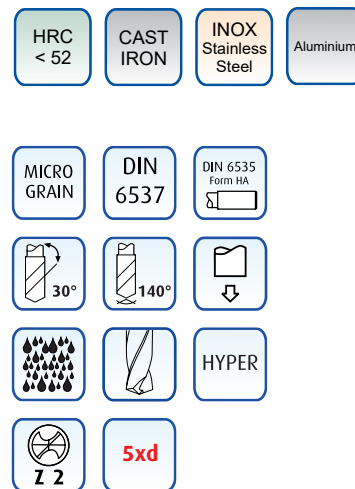 HRC
< 52
CAST
IRON
INOX
Stainless
Steel
Aluminium
MICRO
GRAIN
DIN
6537
DIN 6535
Form HA
30°
140°
HYPER
Z 2
5xd